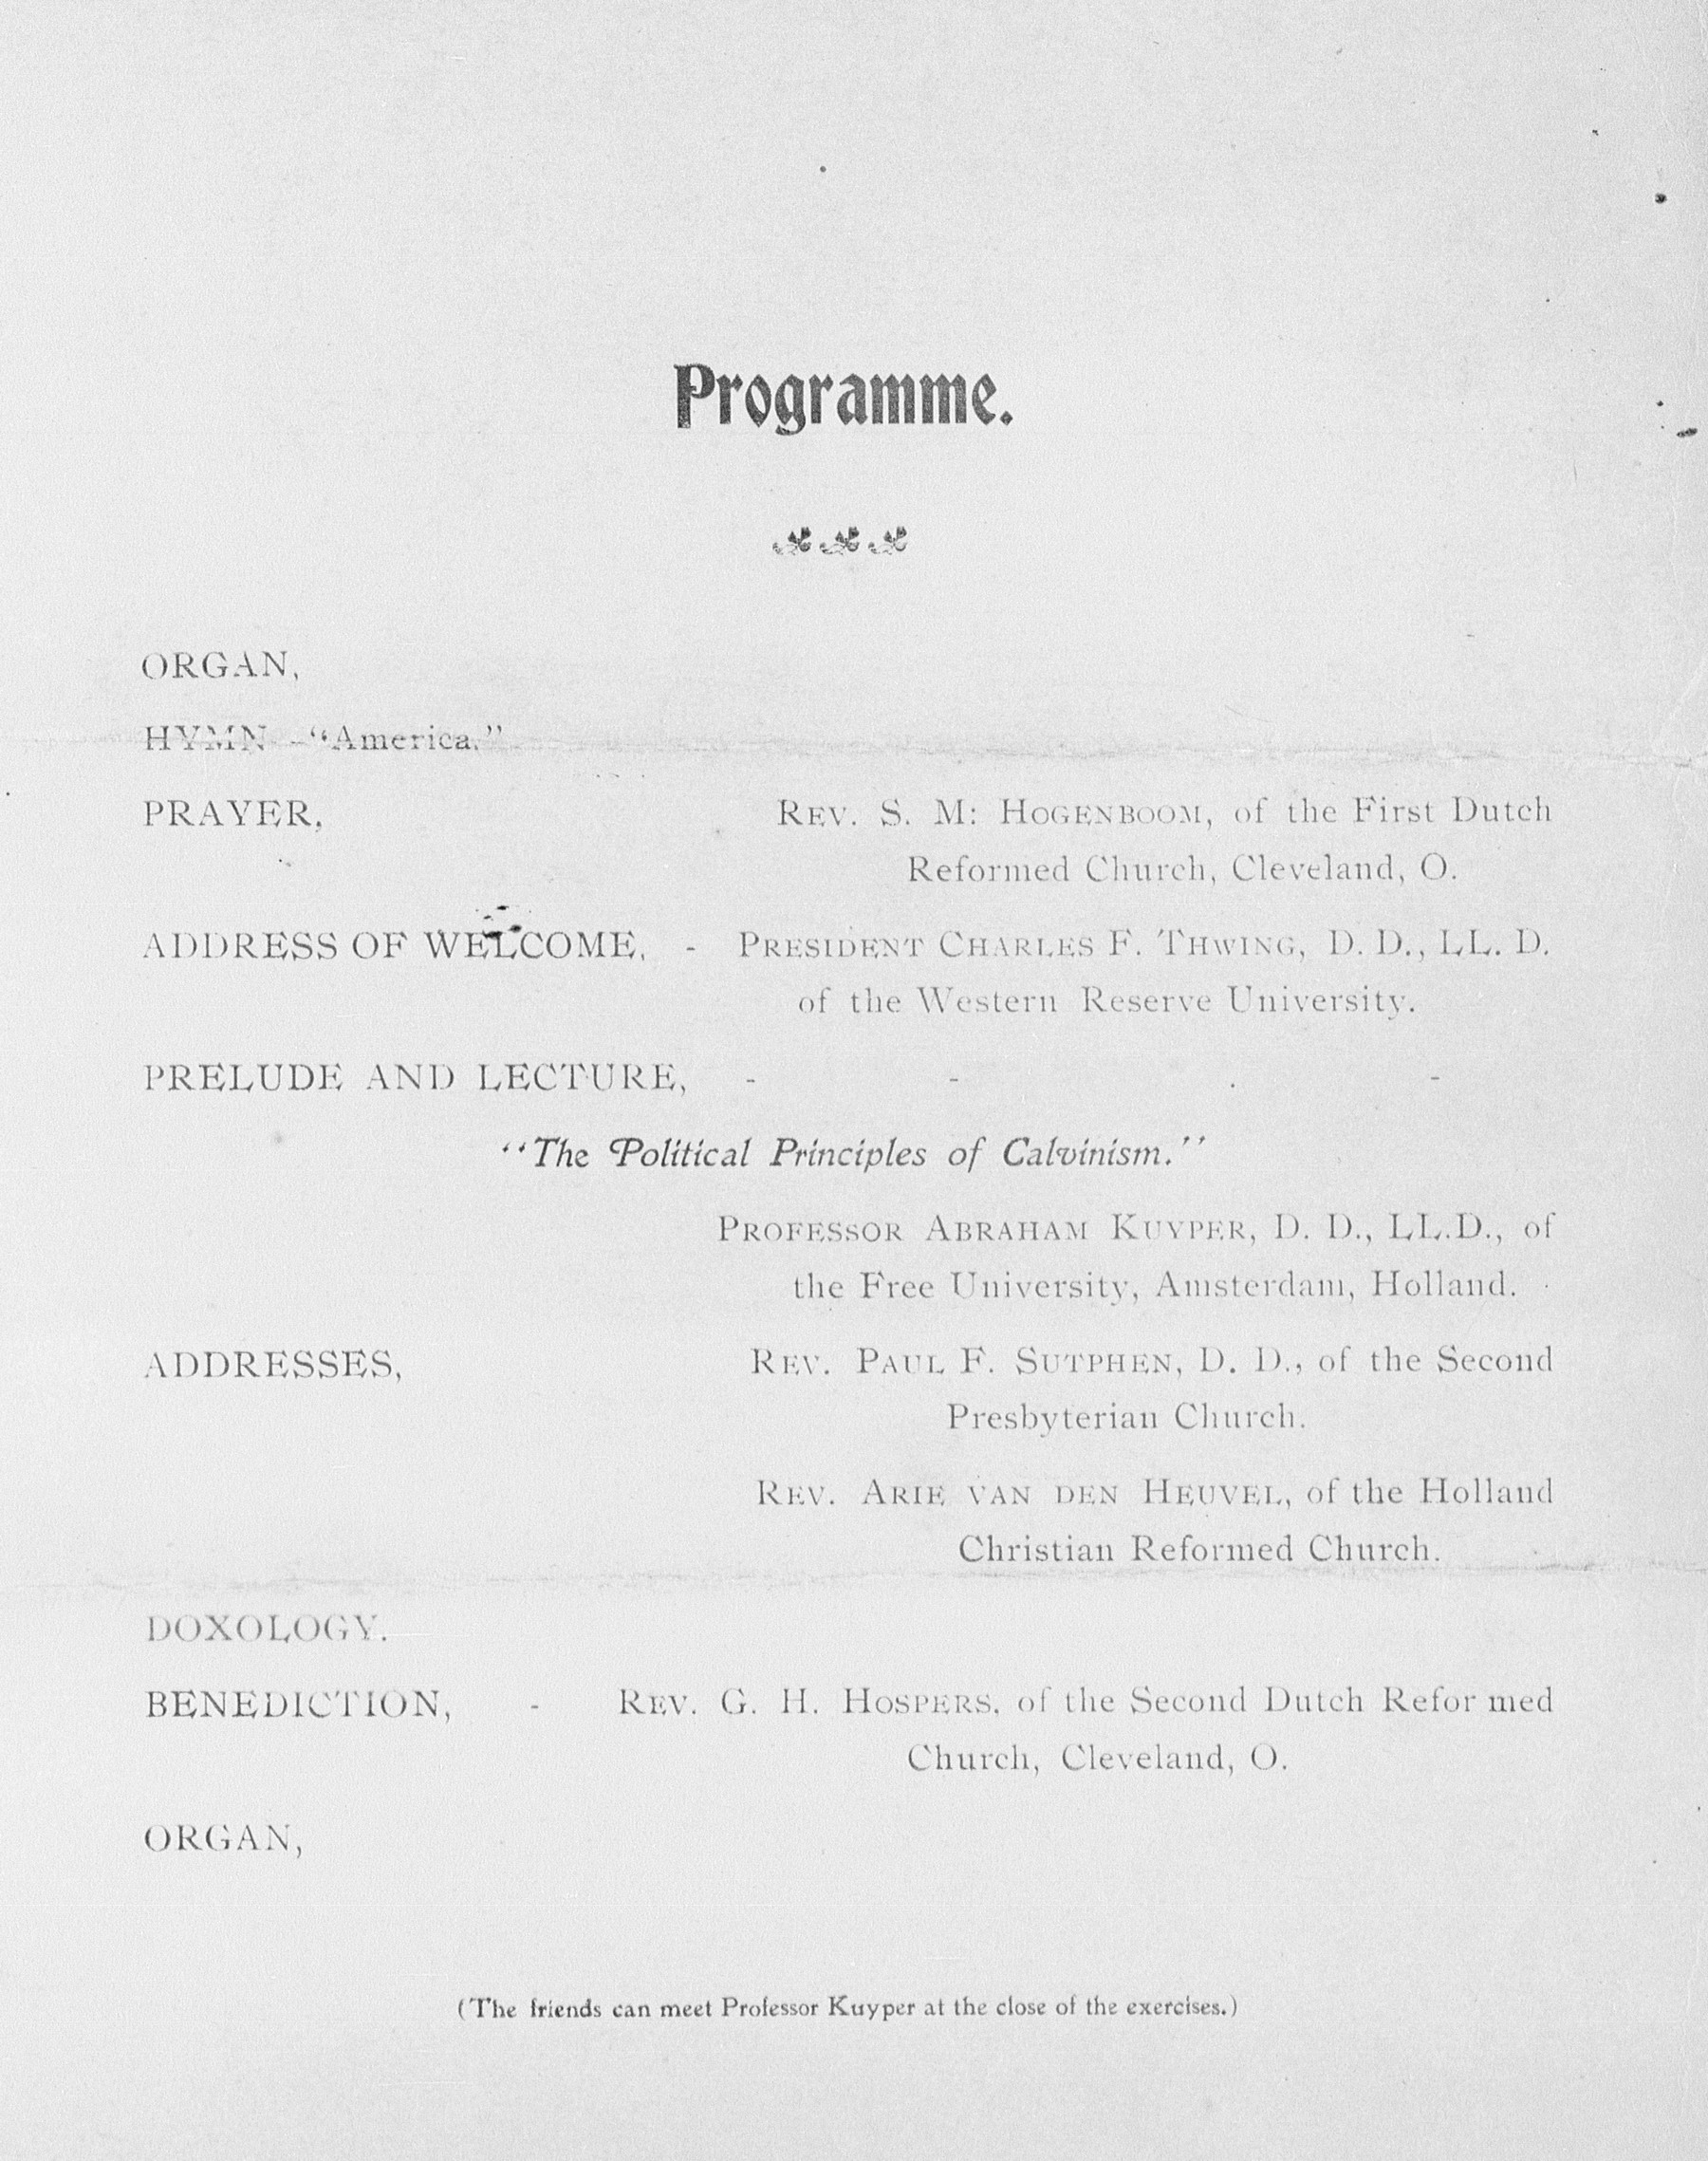 Programme.
ORGAN,
HYMN -“America.”
PRAYER, REV. S. M: HOGENBOOM, of the First Dutch
Reformed Church, Cleveland, O.
ADDRESS OF WELCOME, - PRESIDENT CHARLES F. THWING, D. D., LL. D.
of the Western Reserve University.
PRELUDE AND LECTURE, - - . -
“The Political Principles of Calvinism.”
PROFESSOR ABRAHAM KUYPER, D. D., LL.D., of
the Free University, Amsterdam, Holland.
ADDRESSES, REV. PAUL F. SUTPHEN, D. D., of the Second
Presbyterian Church.
REV. ARIE VAN DEN HEUVEL, of the Holland
Christian Reformed Church.
DOXOLOGY.
BENEDICTION, - REV. G. H. HOSPERS, of the Second Dutch Refor med
Church, Cleveland, O.
ORGAN,
(The friends can meet Professor Kuyper at the close of the exercises.)